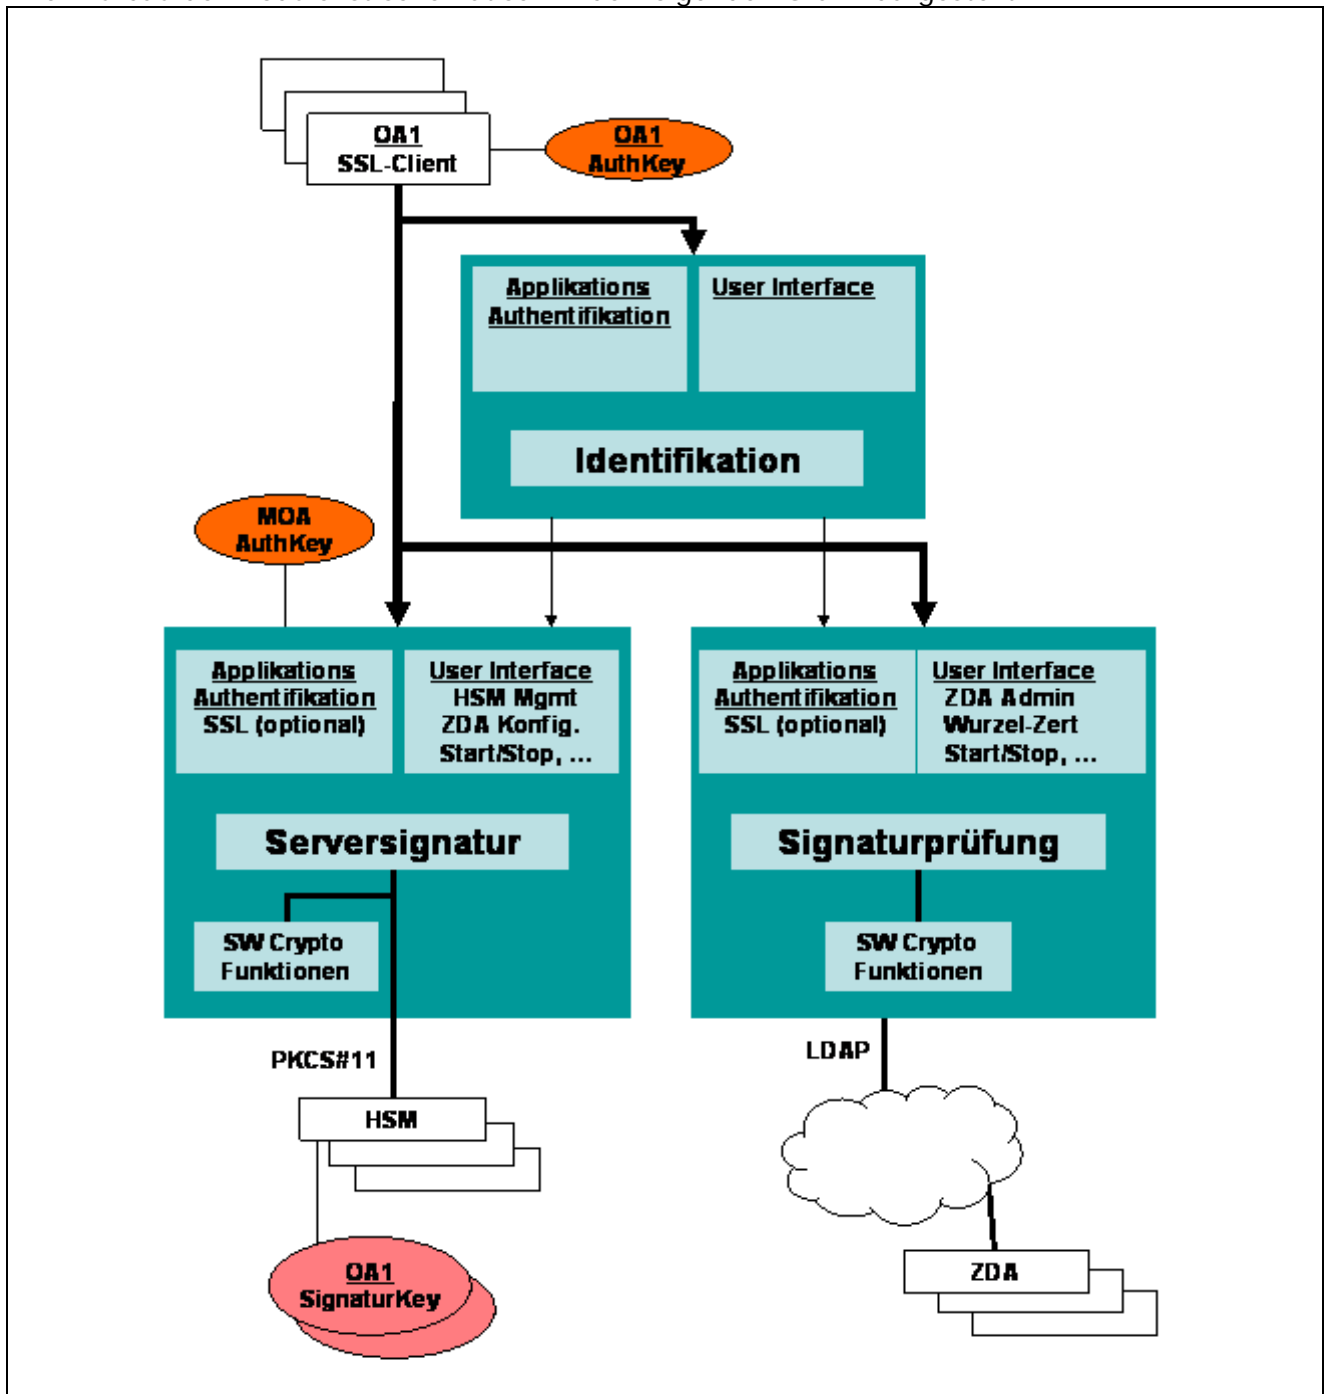 OA1
SSL-Client
OA1
AuthKey
Applikations
Authentifikation
User Interface
Identifikation
MOA
AuthKey
Applikations
Authentifikation
SSL (optional)
User Interface
HSM Mgmt
ZDA Konfig.
Start/Stop, ...
Applikations
Authentifikation
SSL (optional)
User Interface
ZDA Admin
Wurzel-Zert
Start/Stop, ...
Serversignatur
Signaturprüfung
SW Crypto
Funktionen
SW Crypto
Funktionen
PKCS#11
LDAP
HSM
OA1
SignaturKey
ZDA